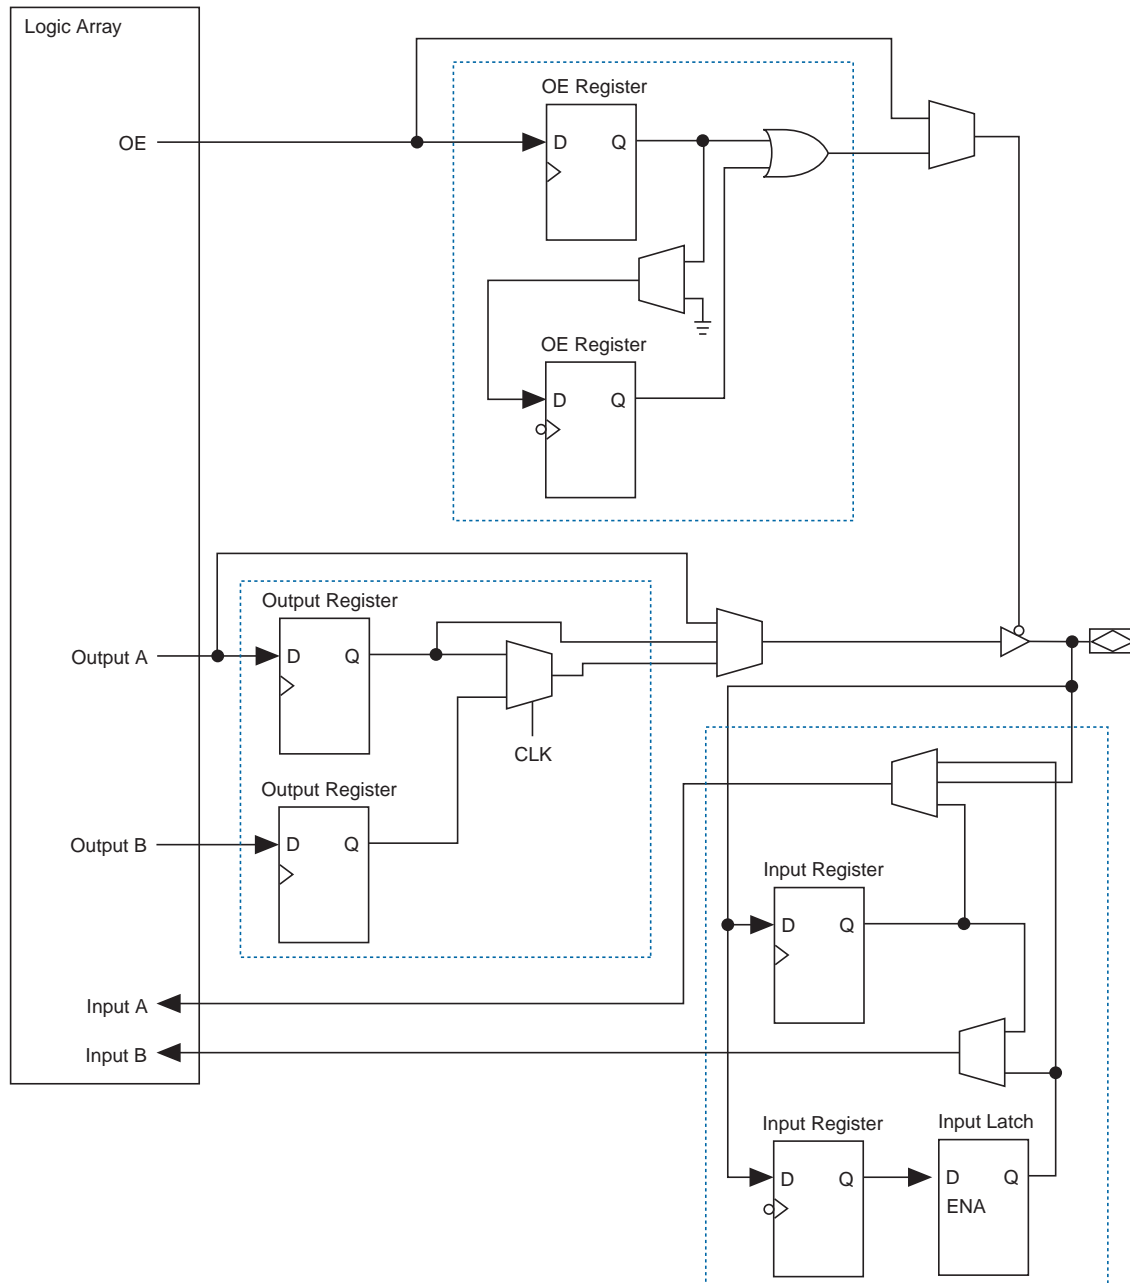 Logic Array
OE Register
OE
D Q
OE Register
D Q
Output Register
Output A
D Q
CLK
Output Register
Output B
D Q
Input Register
D Q
Input A
Input B
Input Register
Input Latch
D Q
D Q
ENA